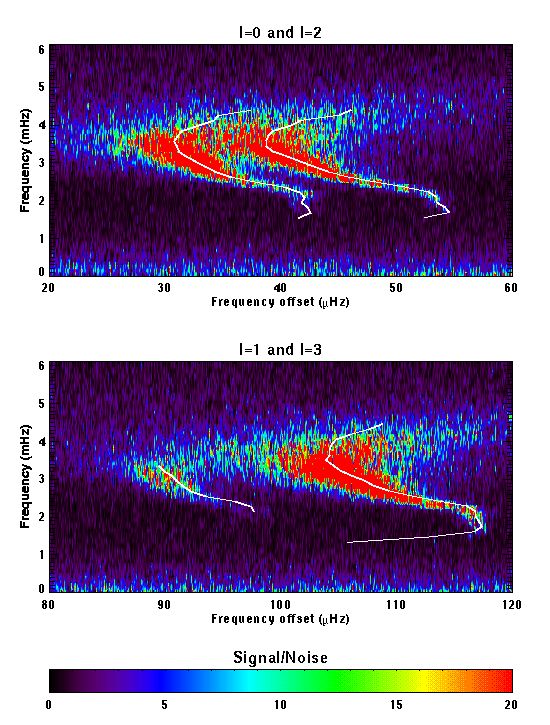 l=0 and l=2
Frequency (mHz)
6
5
4
3
2
1
0
20 30 40 50 60
Frequency offset (μHz)
l=1 and l=3
Frequency (mHz)
6
5
4
3
2
1
0
80 90 100 110 120
Frequency offset (μHz)
Signal/Noise
0 5 10 15 20